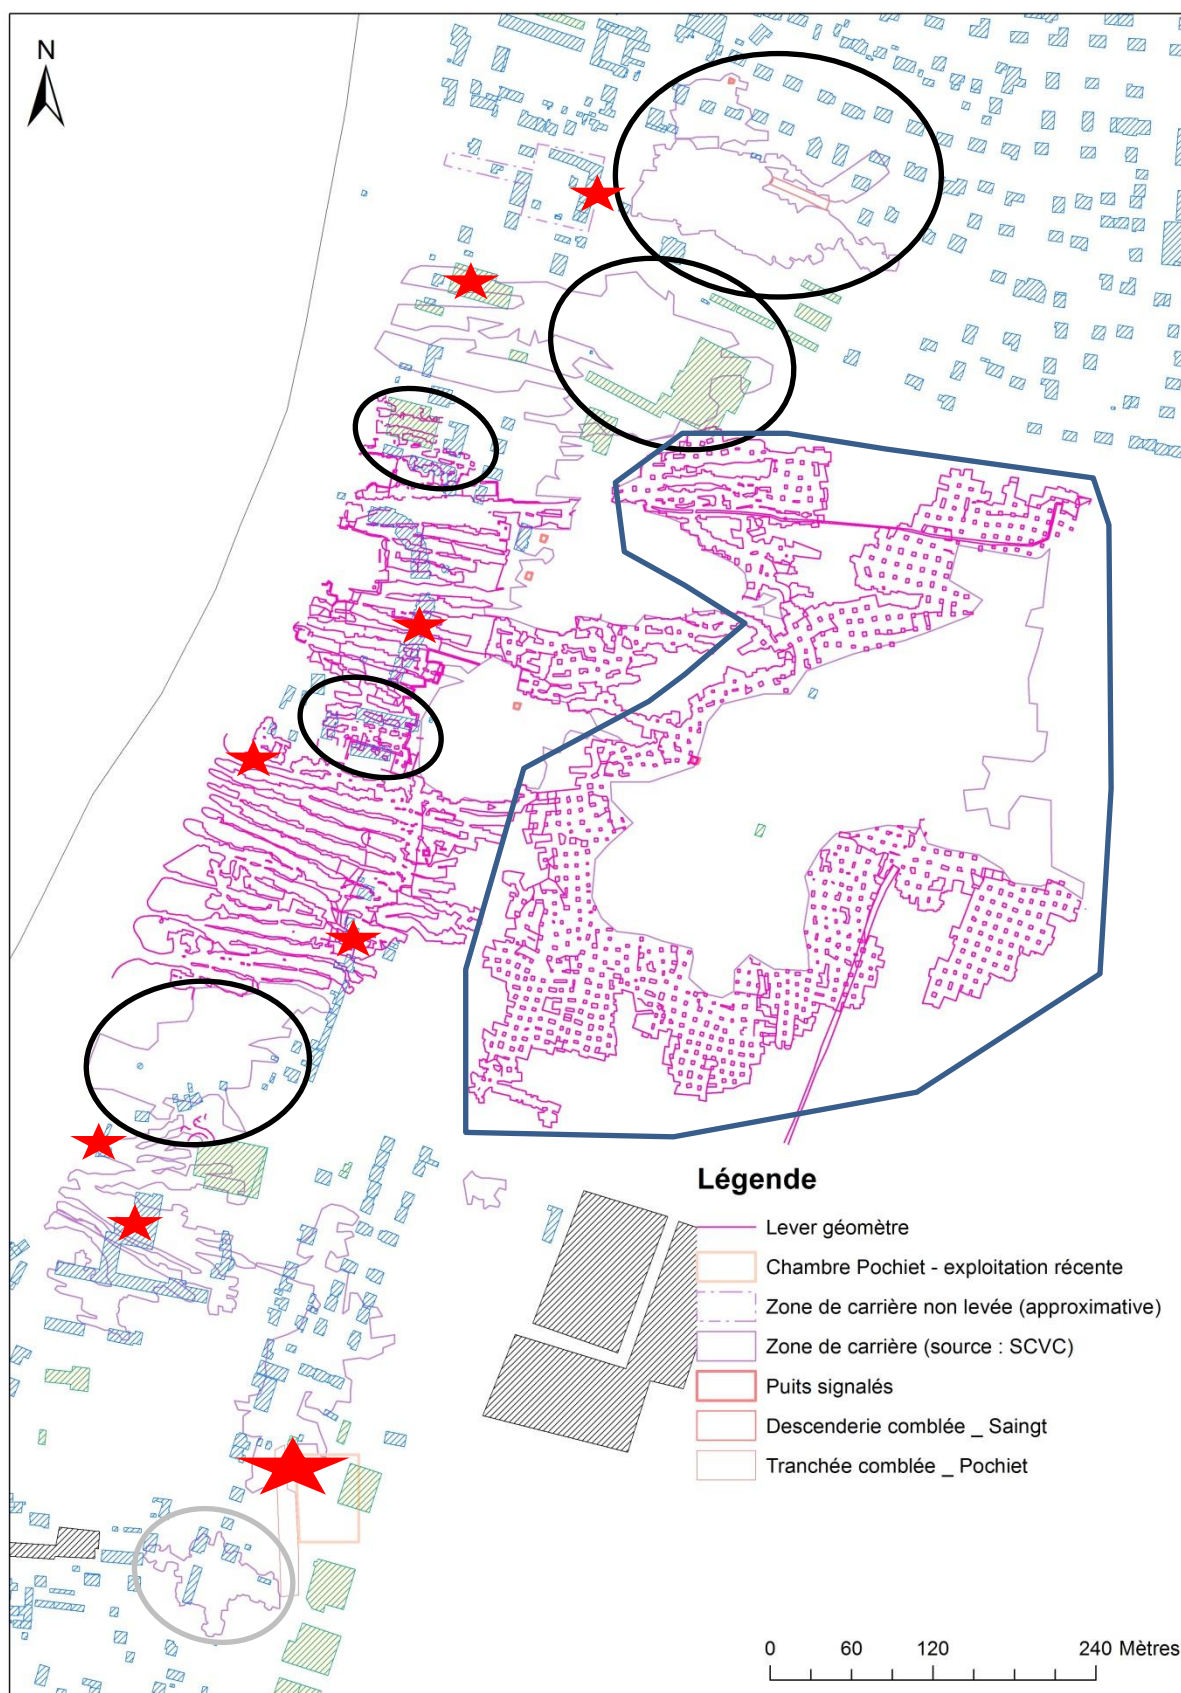 N
Légende
Lever géomètre
Chambre Pochiet - exploitation récente
Zone de carrière non levée (approximative)
Zone de carrière (source : SCVC)
Puits signalés
Descenderie comblée _ Saingt
Tranchée comblée _ Pochiet
0 60 120 240 Mètres